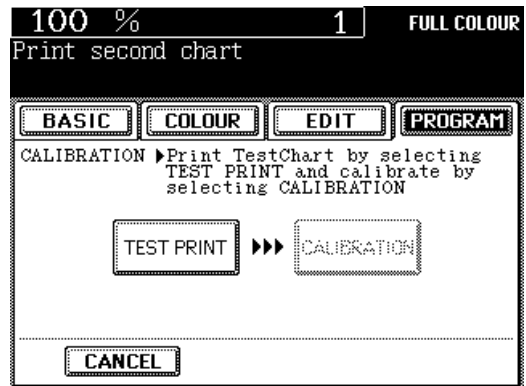 100 % 1 FULL COLOUR
Print second chart
BASIC COLOUR EDIT PROGRAM
CALIBRATION ▶Print TestChart by selecting
TEST PRINT and calibrate by
selecting CALIBRATION
TEST PRINT ▶▶▶ CALIBRATION
CANCEL